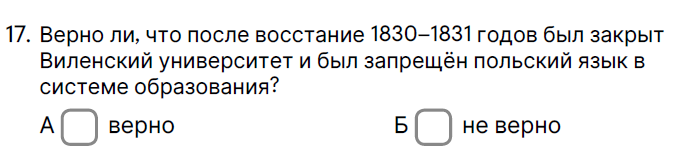 17. Верно ли, что после восстание 1830–1831 годов был закрыт
Виленский университет и был запрещён польский язык в
системе образования?
А верно Б не верно